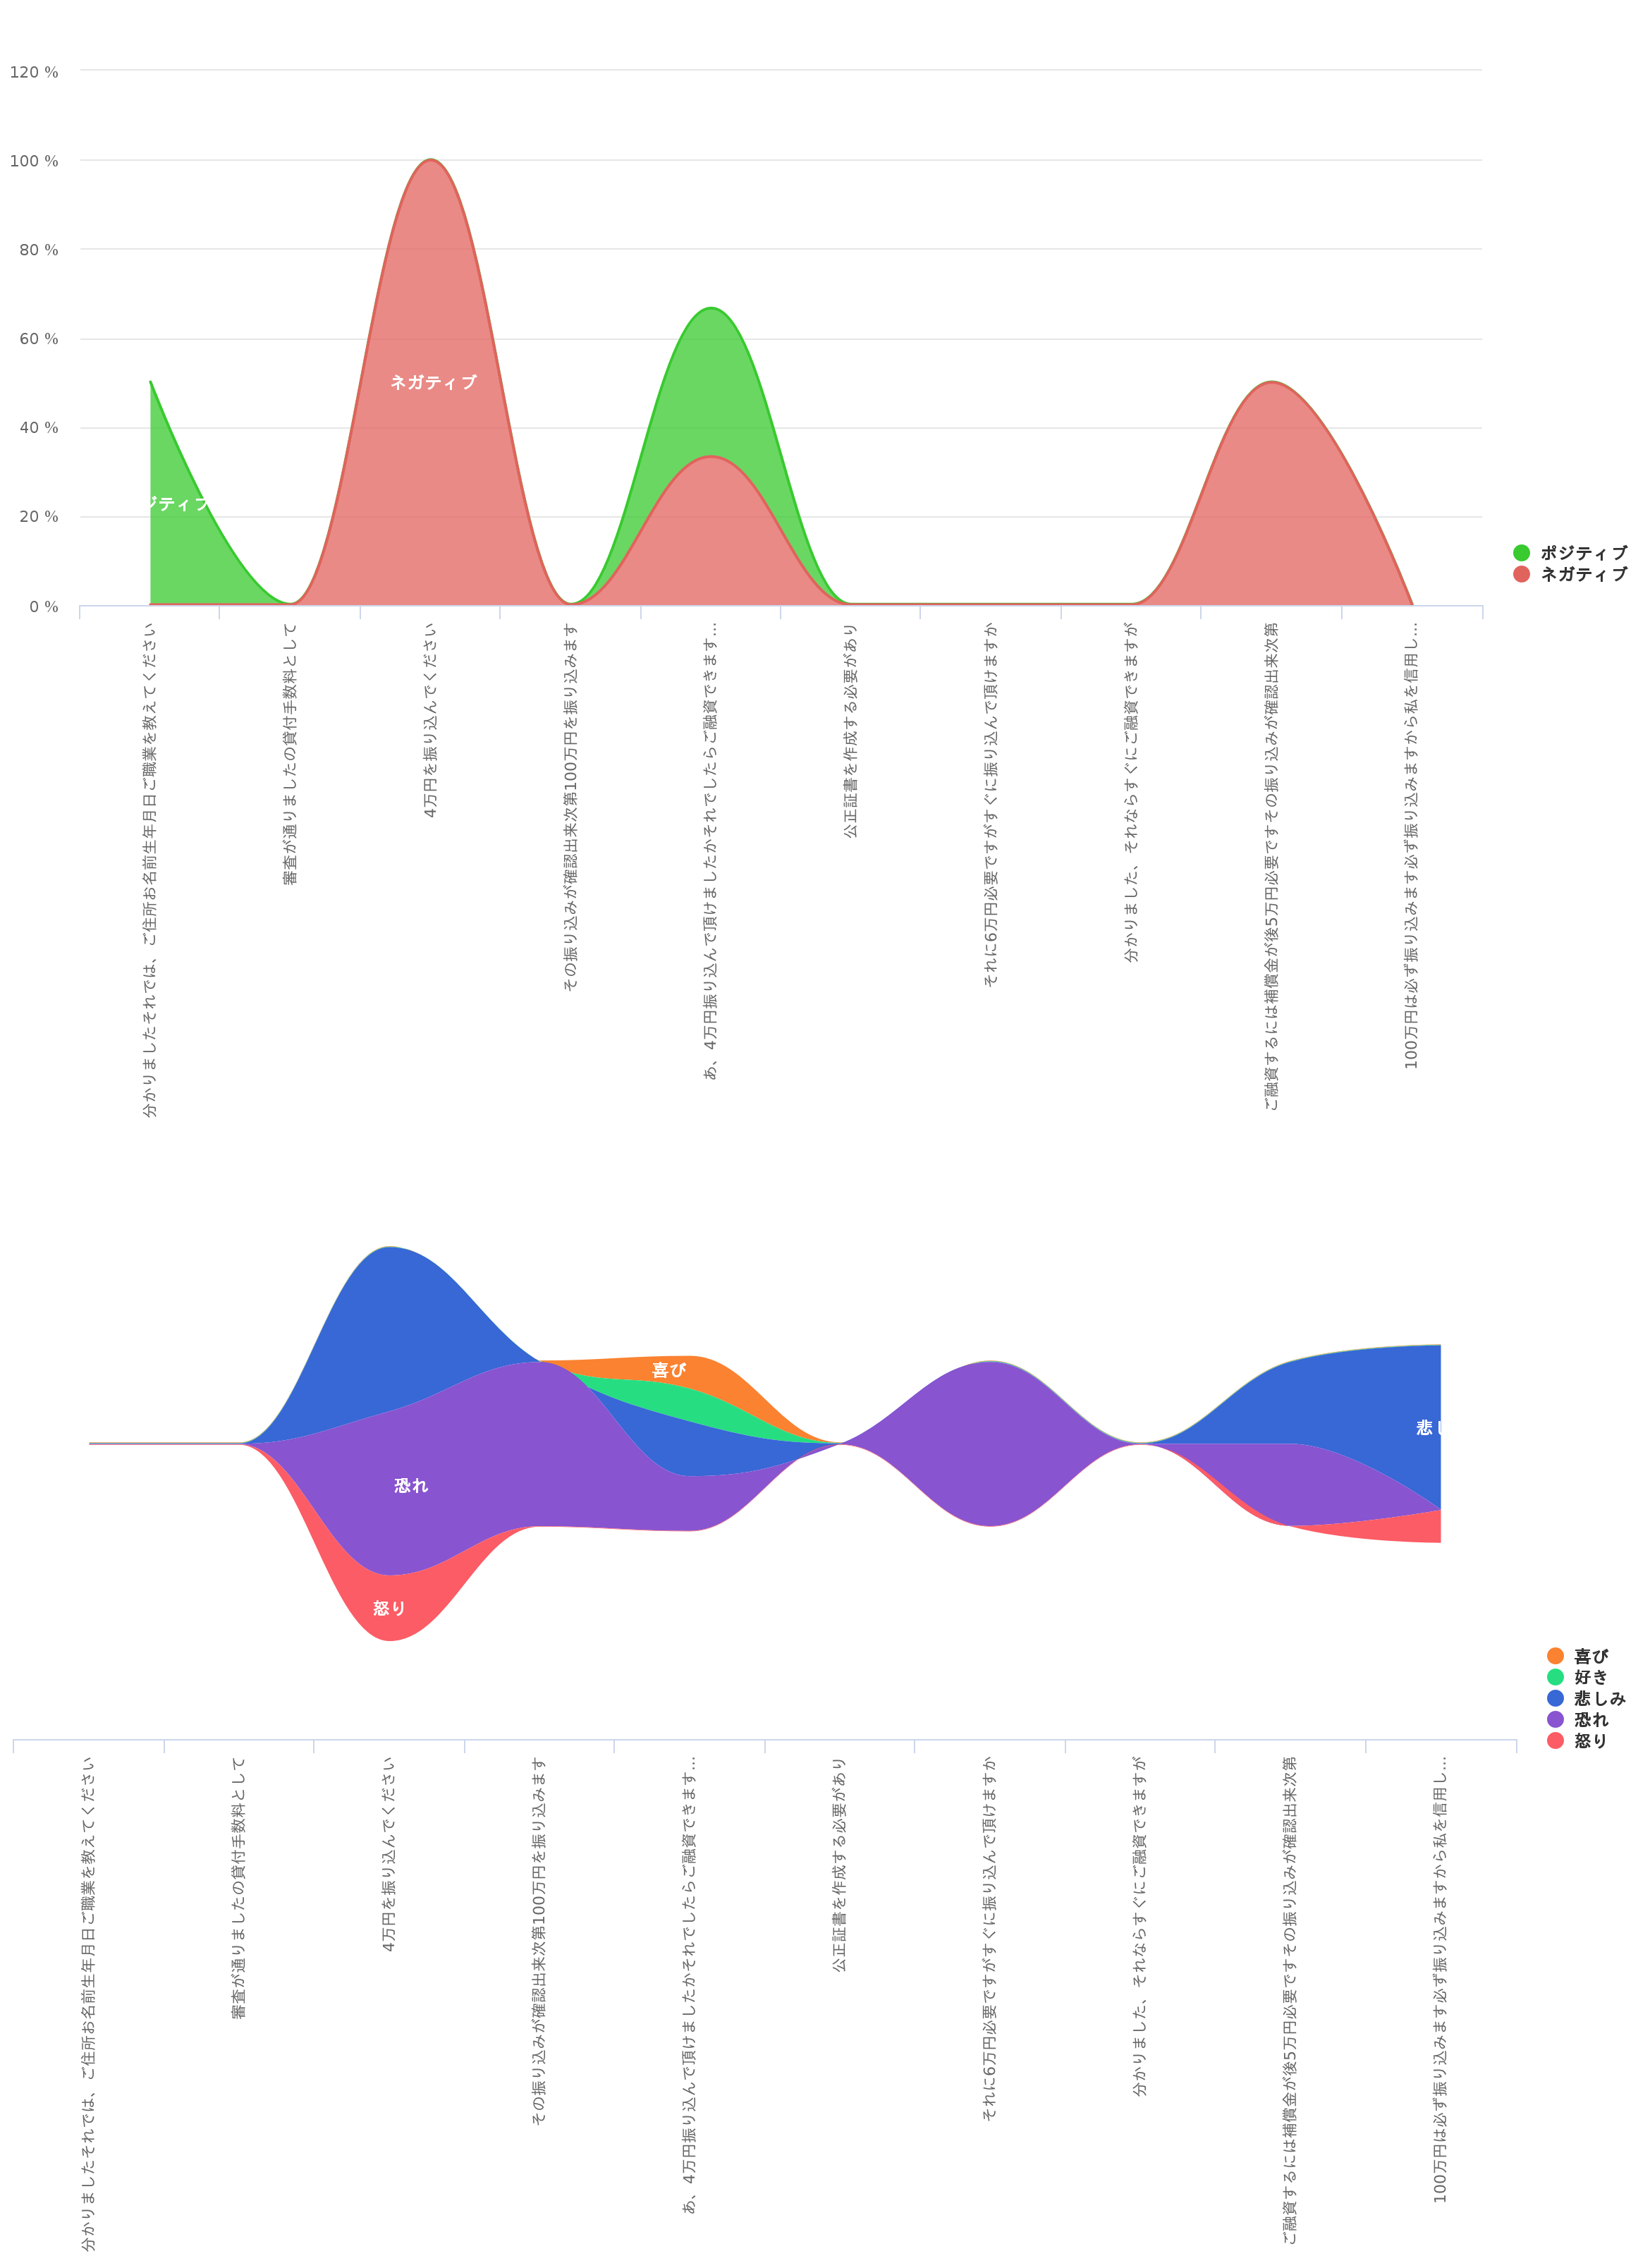 120 %
100 %
80 %
60 %
40 %
20 %
0 %
ネガティブ
ジティブ
ポジティブ
ネガティブ
分かりましたそれでは、ご住所お名前生年月日ご職業を教えてください
審査が通りましたの貸付手数料として
4万円を振り込んでください
その振り込みが確認出来次第100万円を振り込みます
あ、4万円振り込んで頂けましたかそれでしたらご融資できます…
公正証書を作成する必要があり
それに6万円必要ですがすぐに振り込んで頂けますか
分かりました、それならすぐにご融資できますが
ご融資するには補償金が後5万円必要ですその振り込みが確認出来次第
100万円は必ず振り込みます必ず振り込みますから私を信用し…
喜び
悲し
恐れ
怒り
喜び
好き
悲しみ
恐れ
怒り
分かりましたそれでは、ご住所お名前生年月日ご職業を教えてください
審査が通りましたの貸付手数料として
4万円を振り込んでください
その振り込みが確認出来次第100万円を振り込みます
あ、4万円振り込んで頂けましたかそれでしたらご融資できます…
公正証書を作成する必要があり
それに6万円必要ですがすぐに振り込んで頂けますか
分かりました、それならすぐにご融資できますが
ご融資するには補償金が後5万円必要ですその振り込みが確認出来次第
100万円は必ず振り込みます必ず振り込みますから私を信用し…